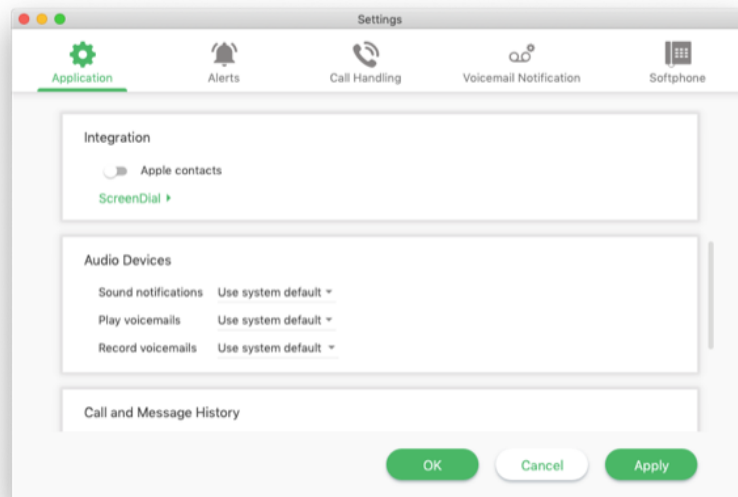 Settings
Application Alerts Call Handling Voicemail Notification Softphone
Integration
Apple contacts
ScreenDial
Audio Devices
Sound notifications Use system default
Play voicemails Use system default
Record voicemails Use system default
Call and Message History
OK Cancel Apply